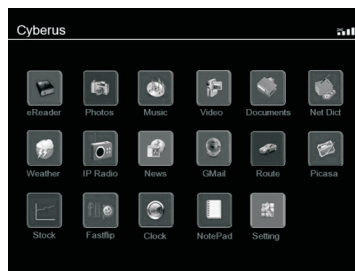 Cyberus
eReader Photos Music Video Documents Net Dict
Weather IP Radio News GMail Route Picasa
Stock Fastflip Clock NotePad Setting